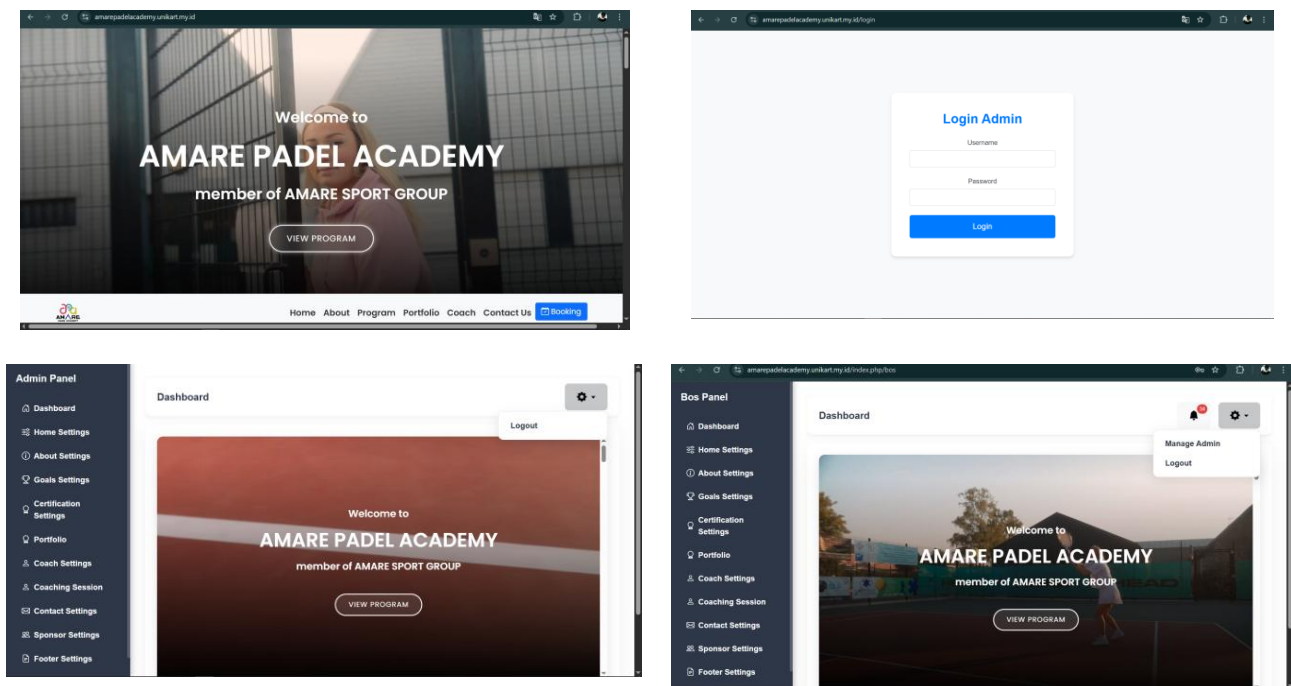 amarepadelacademy.unikart.my.id
Welcome to
AMARE PADEL ACADEMY
member of AMARE SPORT GROUP
VIEW PROGRAM
AMARE
Home About Program Portfolio Coach Contact Us Booking
amarepadelacademy.unikart.my.id/login
Login Admin
Username
Password
Login
Admin Panel
Dashboard
Home Settings
About Settings
Goals Settings
Certification
Settings
Portfolio
Coach Settings
Coaching Session
Contact Settings
Sponsor Settings
Footer Settings
Dashboard
Logout
Welcome to
AMARE PADEL ACADEMY
member of AMARE SPORT GROUP
VIEW PROGRAM
amarepadelacademy.unikart.my.id/index.php/bos
Bos Panel
Dashboard
Home Settings
About Settings
Goals Settings
Certification
Settings
Portfolio
Coach Settings
Coaching Session
Contact Settings
Sponsor Settings
Footer Settings
Dashboard
Manage Admin
Logout
Welcome to
AMARE PADEL ACADEMY
member of AMARE SPORT GROUP
VIEW PROGRAM